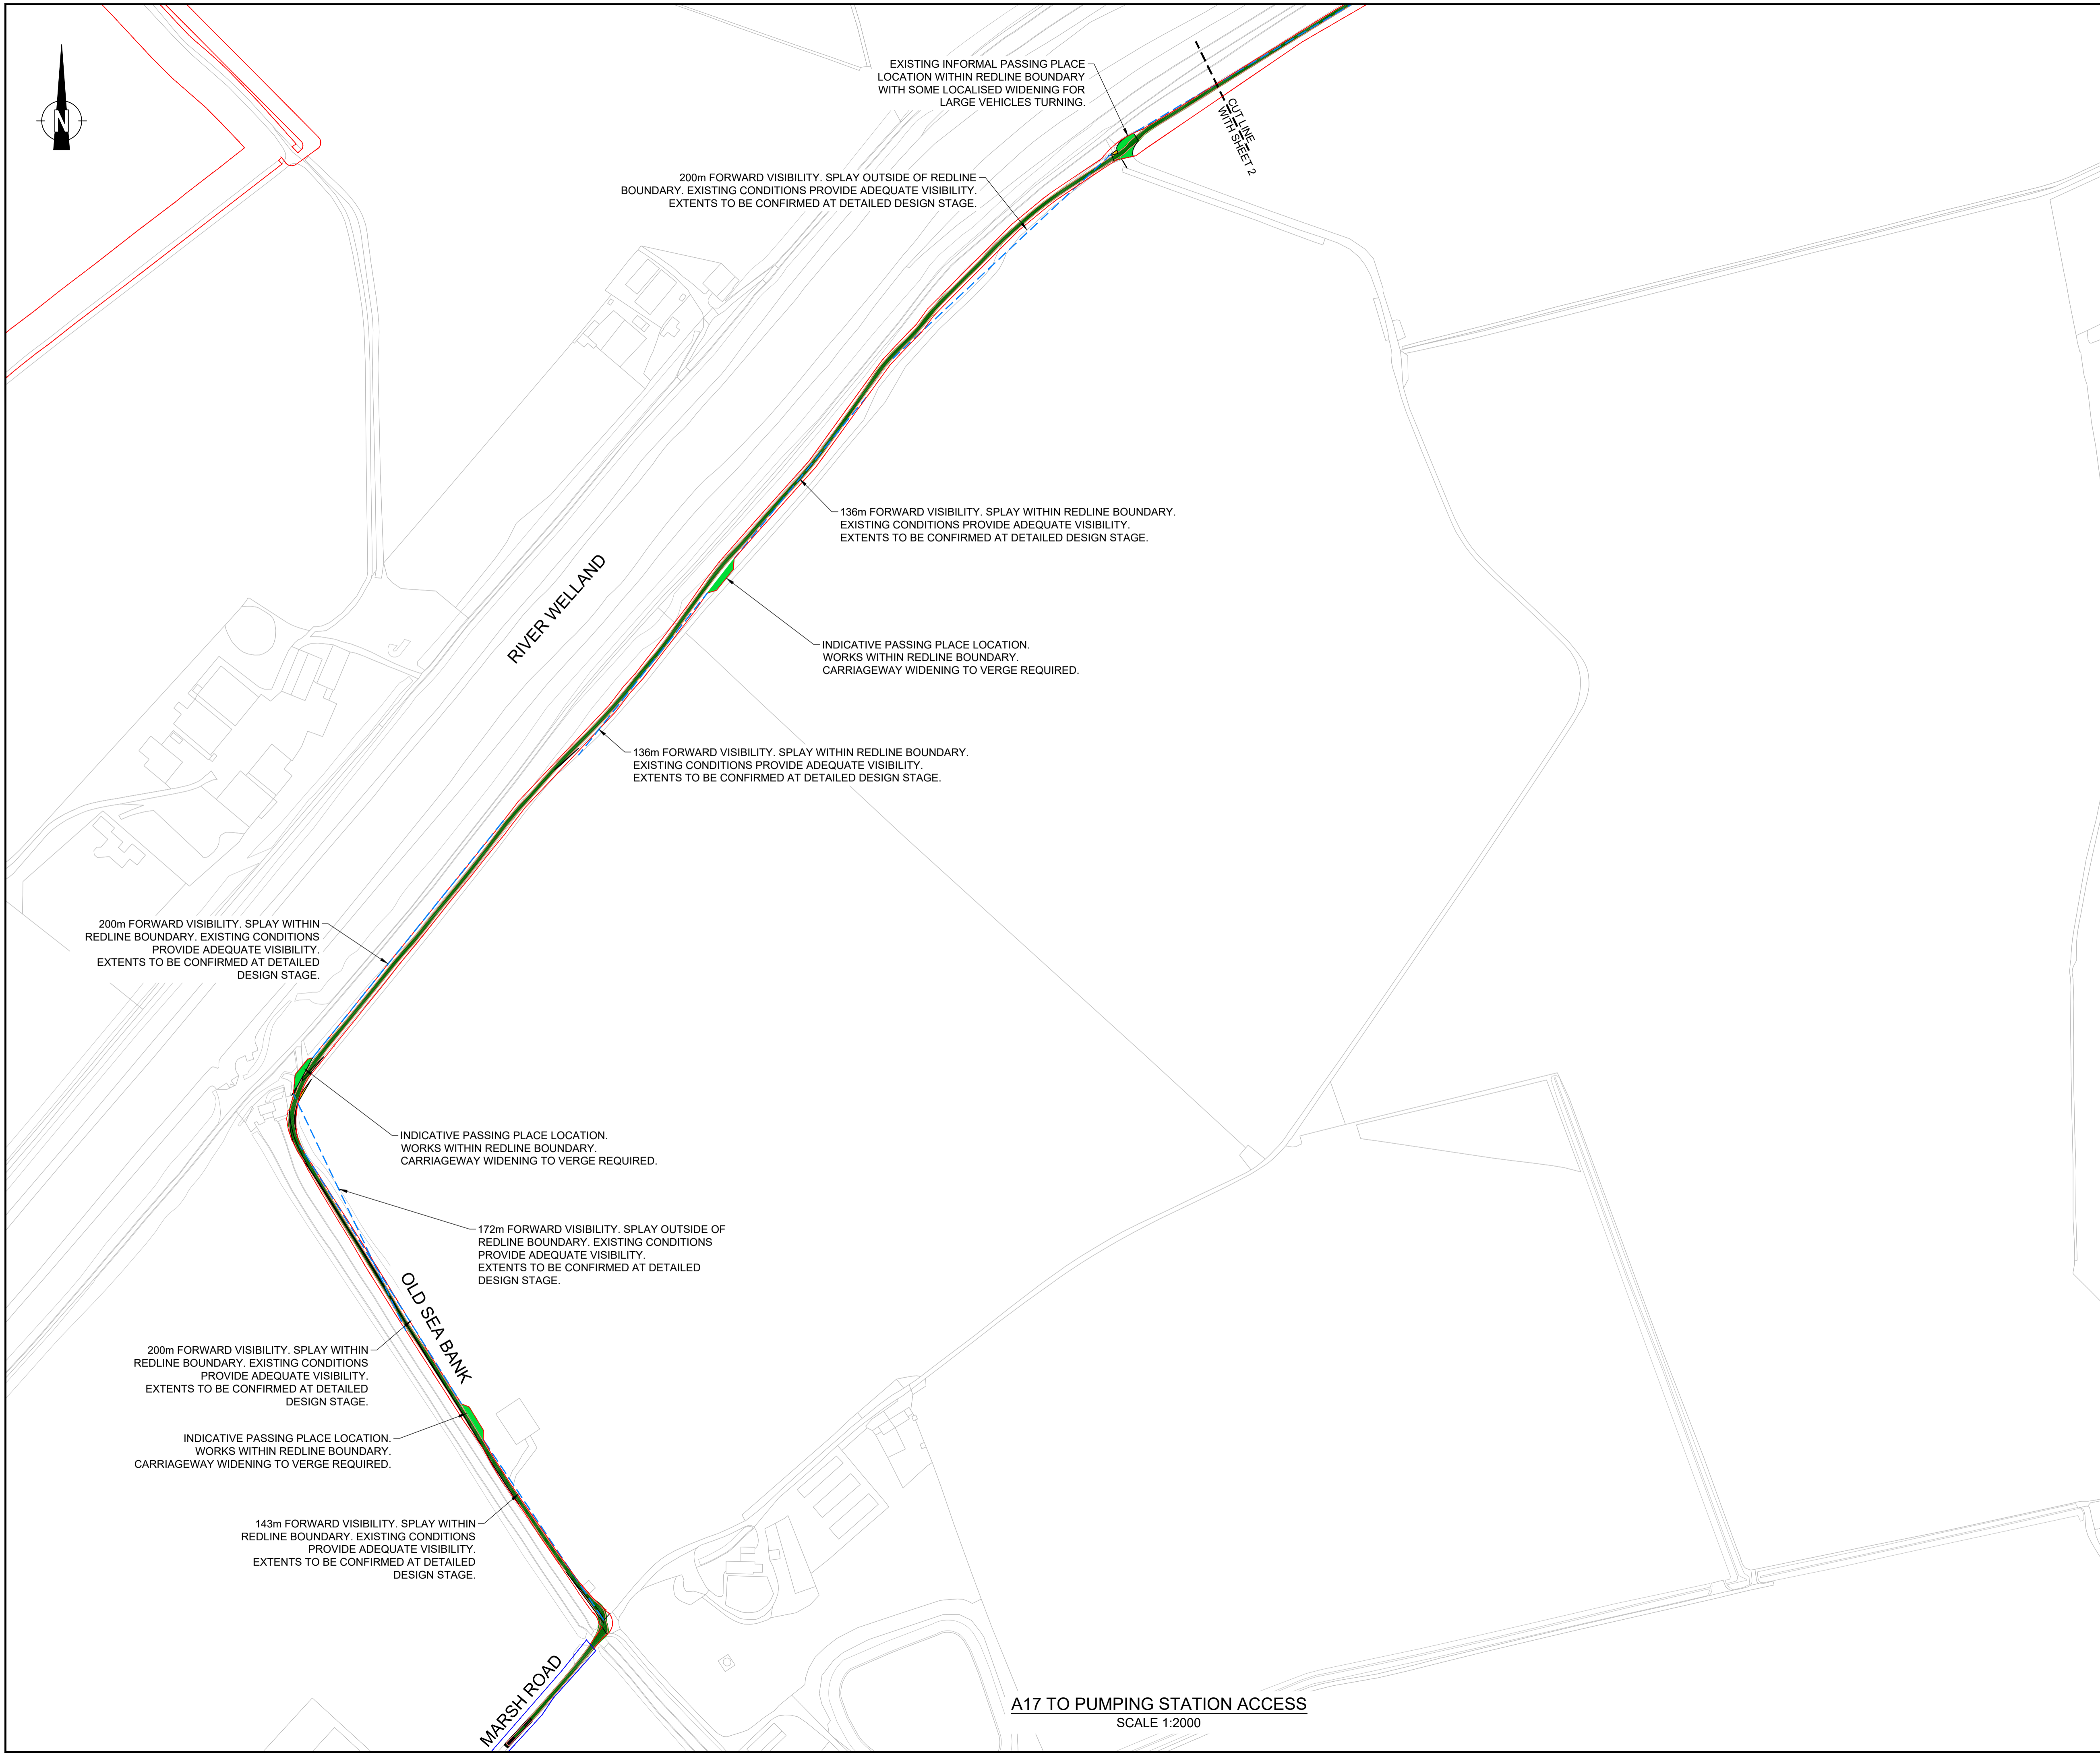 N
EXISTING INFORMAL PASSING PLACE
LOCATION WITHIN REDLINE BOUNDARY
WITH SOME LOCALISED WIDENING FOR
LARGE VEHICLES TURNING.
CUT LINE
WITH SHEET 2
200m FORWARD VISIBILITY. SPLAY OUTSIDE OF REDLINE
BOUNDARY. EXISTING CONDITIONS PROVIDE ADEQUATE VISIBILITY.
EXTENTS TO BE CONFIRMED AT DETAILED DESIGN STAGE.
136m FORWARD VISIBILITY. SPLAY WITHIN REDLINE BOUNDARY.
EXISTING CONDITIONS PROVIDE ADEQUATE VISIBILITY.
EXTENTS TO BE CONFIRMED AT DETAILED DESIGN STAGE.
RIVER WELLAND
INDICATIVE PASSING PLACE LOCATION.
WORKS WITHIN REDLINE BOUNDARY.
CARRIAGEWAY WIDENING TO VERGE REQUIRED.
136m FORWARD VISIBILITY. SPLAY WITHIN REDLINE BOUNDARY.
EXISTING CONDITIONS PROVIDE ADEQUATE VISIBILITY.
EXTENTS TO BE CONFIRMED AT DETAILED DESIGN STAGE.
200m FORWARD VISIBILITY. SPLAY WITHIN
REDLINE BOUNDARY. EXISTING CONDITIONS
PROVIDE ADEQUATE VISIBILITY.
EXTENTS TO BE CONFIRMED AT DETAILED
DESIGN STAGE.
INDICATIVE PASSING PLACE LOCATION.
WORKS WITHIN REDLINE BOUNDARY.
CARRIAGEWAY WIDENING TO VERGE REQUIRED.
172m FORWARD VISIBILITY. SPLAY OUTSIDE OF
REDLINE BOUNDARY. EXISTING CONDITIONS
PROVIDE ADEQUATE VISIBILITY.
EXTENTS TO BE CONFIRMED AT DETAILED
DESIGN STAGE.
OLD SEA BANK
200m FORWARD VISIBILITY. SPLAY WITHIN
REDLINE BOUNDARY. EXISTING CONDITIONS
PROVIDE ADEQUATE VISIBILITY.
EXTENTS TO BE CONFIRMED AT DETAILED
DESIGN STAGE.
INDICATIVE PASSING PLACE LOCATION.
WORKS WITHIN REDLINE BOUNDARY.
CARRIAGEWAY WIDENING TO VERGE REQUIRED.
143m FORWARD VISIBILITY. SPLAY WITHIN
REDLINE BOUNDARY. EXISTING CONDITIONS
PROVIDE ADEQUATE VISIBILITY.
EXTENTS TO BE CONFIRMED AT DETAILED
DESIGN STAGE.
MARSH ROAD
A17 TO PUMPING STATION ACCESS
SCALE 1:2000